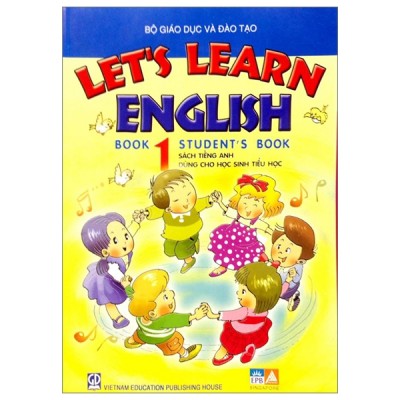 BỘ GIÁO DỤC VÀ ĐÀO TẠO
LET'S LEARN
ENGLISH
BOOK 1 STUDENT'S BOOK
SÁCH TIẾNG ANH
DÙNG CHO HỌC SINH TIỂU HỌC
VIETNAM EDUCATION PUBLISHING HOUSE
EPB